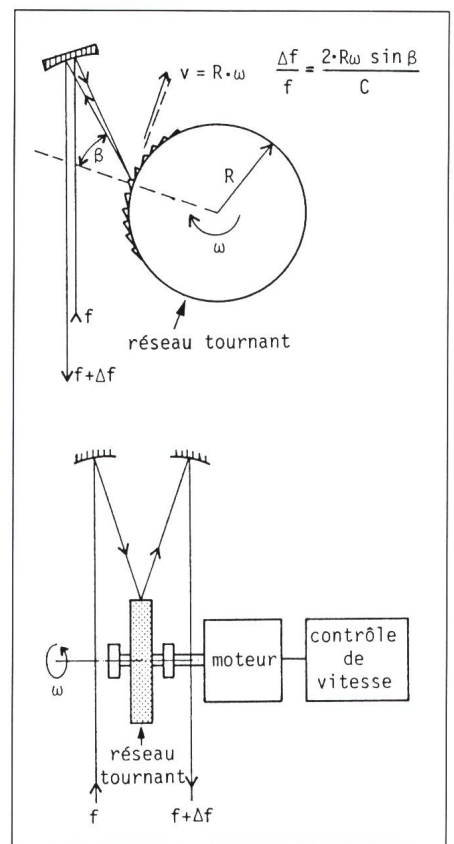 v = R·ω
Δf/f = 2·Rω sin β/C
β
R
ω
f
réseau tournant
f+Δf
ω
moteur
contrôle
de
vitesse
réseau
tournant
f
f+Δf